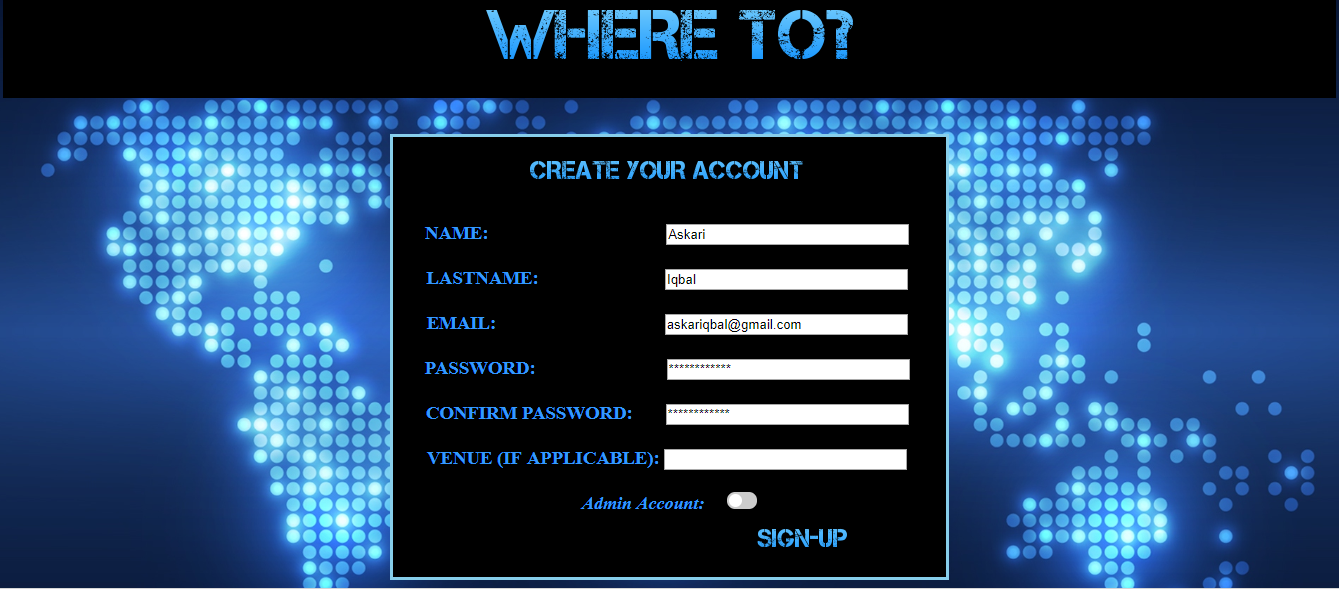 WHERE TO?
CREATE YOUR ACCOUNT
NAME: Askari
LASTNAME: Iqbal
EMAIL: askariqbal@gmail.com
PASSWORD: ************
CONFIRM PASSWORD: ************
VENUE (IF APPLICABLE):
Admin Account:
SIGN-UP